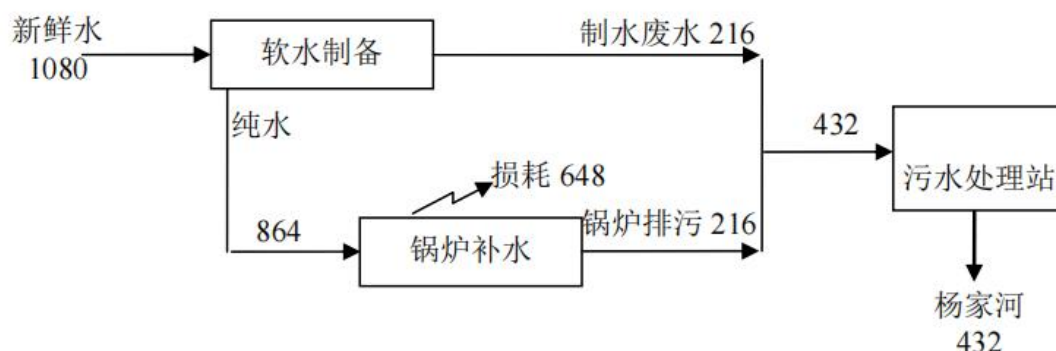 新鲜水
1080
软水制备
制水废水 216
纯水
432
污水处理站
损耗 648
864
锅炉补水
锅炉排污 216
杨家河
432